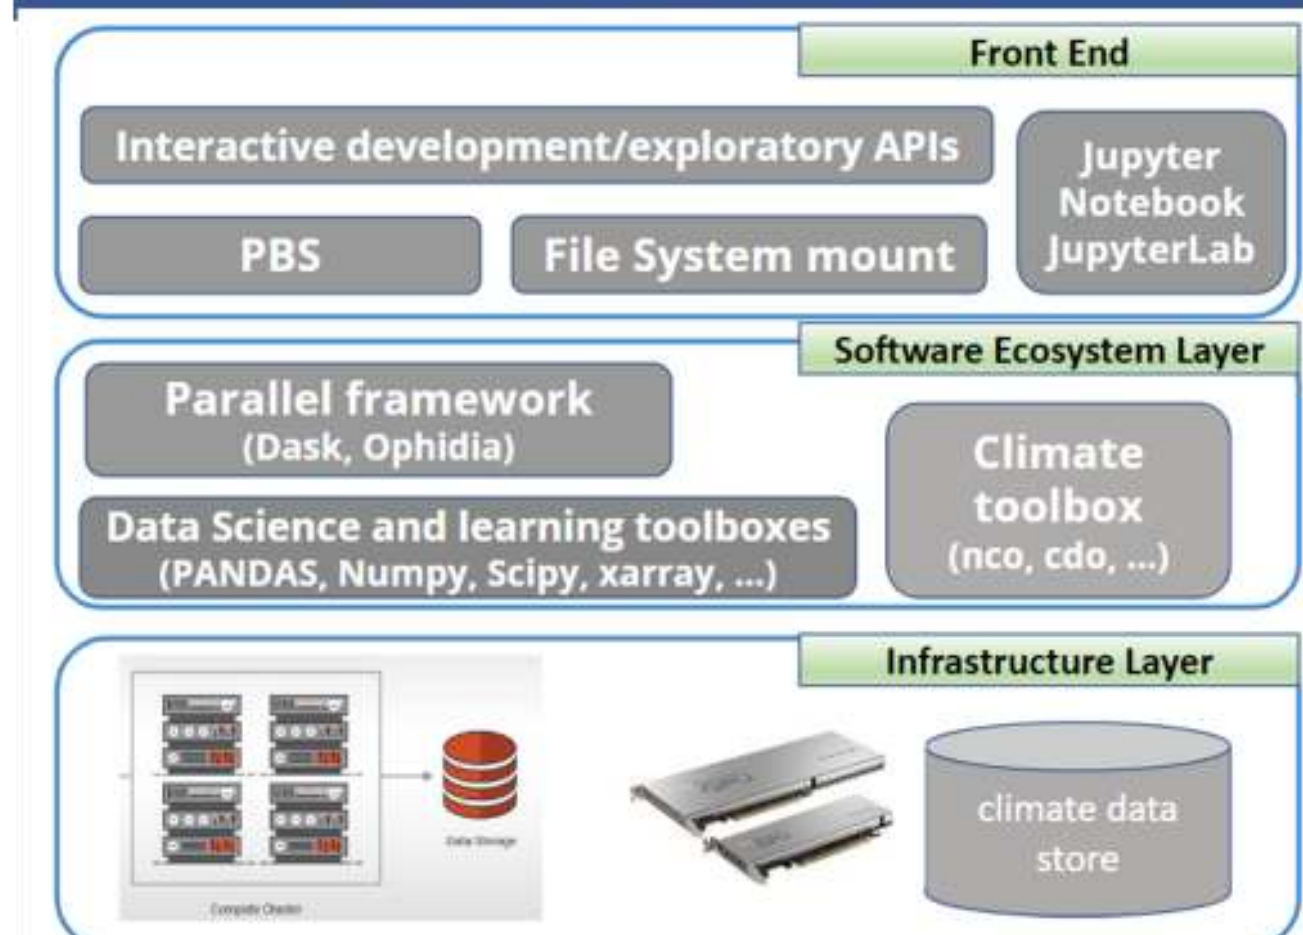 Front End
Interactive development/exploratory APIs
Jupyter
Notebook
JupyterLab
PBS
File System mount
Software Ecosystem Layer
Parallel framework
(Dask, Ophidia)
Climate
toolbox
(nco, cdo, ...)
Data Science and learning toolboxes
(PANDAS, Numpy, Scipy, xarray, ...)
Infrastructure Layer
Data Storage
Compute Cluster
climate data
store